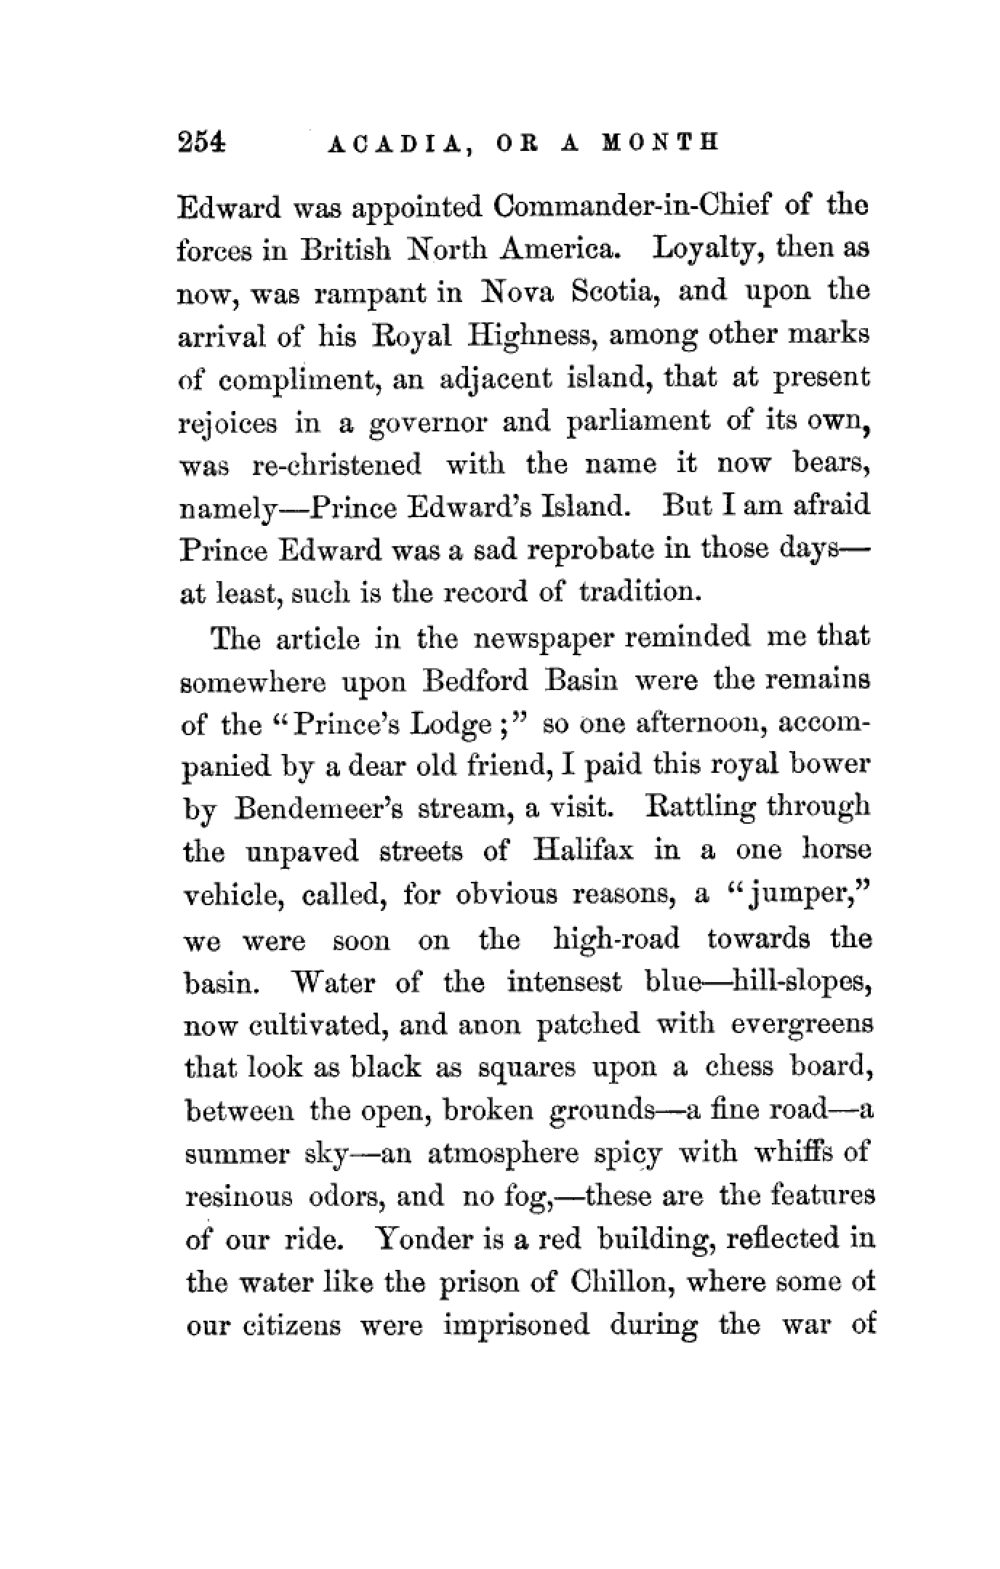 254 ACADIA, OR A MONTH
Edward was appointed Commander-in-Chief of the
forces in British North America. Loyalty, then as
now, was rampant in Nova Scotia, and upon the
arrival of his Royal Highness, among other marks
of compliment, an adjacent island, that at present
rejoices in a governor and parliament of its own,
was re-christened with the name it now bears,
namely—Prince Edward's Island. But I am afraid
Prince Edward was a sad reprobate in those days—
at least, such is the record of tradition.
The article in the newspaper reminded me that
somewhere upon Bedford Basin were the remains
of the “Prince's Lodge;” so one afternoon, accom-
panied by a dear old friend, I paid this royal bower
by Bendemeer's stream, a visit. Rattling through
the unpaved streets of Halifax in a one horse
vehicle, called, for obvious reasons, a “jumper,”
we were soon on the high-road towards the
basin. Water of the intensest blue—hill-slopes,
now cultivated, and anon patched with evergreens
that look as black as squares upon a chess board,
between the open, broken grounds—a fine road—a
summer sky—an atmosphere spicy with whiffs of
resinous odors, and no fog,—these are the features
of our ride. Yonder is a red building, reflected in
the water like the prison of Chillon, where some of
our citizens were imprisoned during the war of